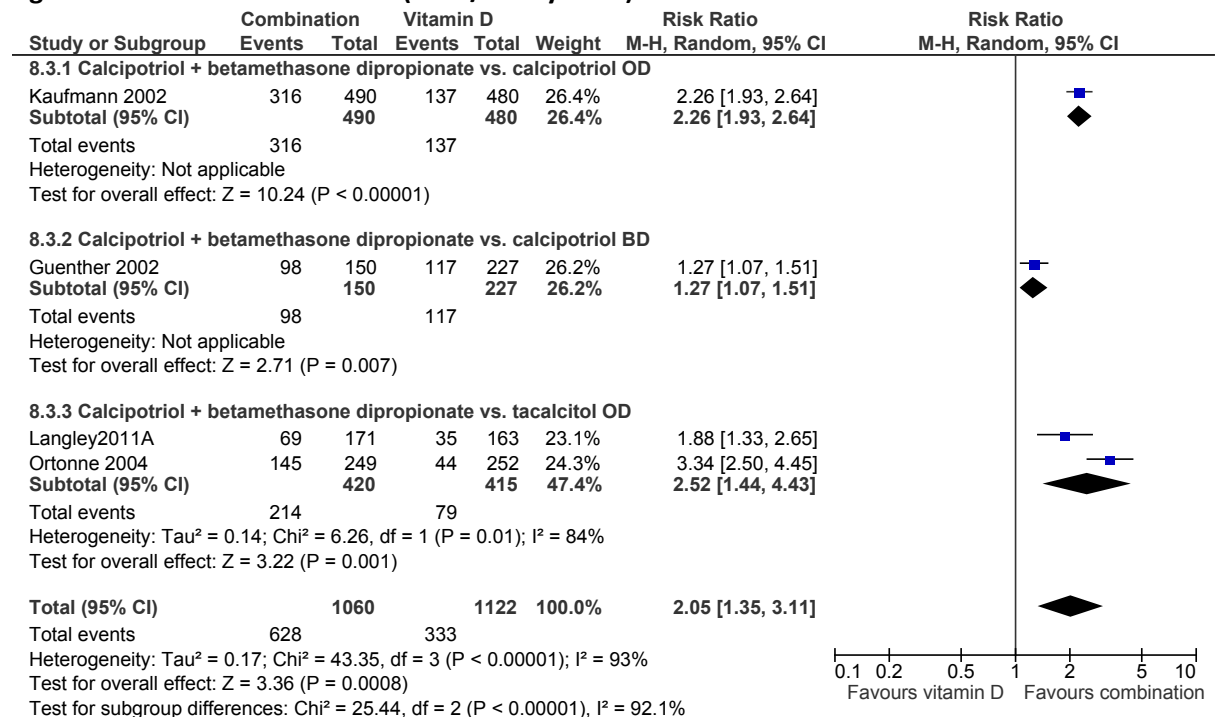 Combination Vitamin D Risk Ratio Risk Ratio
Study or Subgroup Events Total Events Total Weight M-H, Random, 95% CI M-H, Random, 95% CI
8.3.1 Calcipotriol + betamethasone dipropionate vs. calcipotriol OD
Kaufmann 2002 316 490 137 480 26.4% 2.26 [1.93, 2.64]
Subtotal (95% CI) 490 480 26.4% 2.26 [1.93, 2.64]
Total events 316 137
Heterogeneity: Not applicable
Test for overall effect: Z = 10.24 (P < 0.00001)
8.3.2 Calcipotriol + betamethasone dipropionate vs. calcipotriol BD
Guenther 2002 98 150 117 227 26.2% 1.27 [1.07, 1.51]
Subtotal (95% CI) 150 227 26.2% 1.27 [1.07, 1.51]
Total events 98 117
Heterogeneity: Not applicable
Test for overall effect: Z = 2.71 (P = 0.007)
8.3.3 Calcipotriol + betamethasone dipropionate vs. tacalcitol OD
Langley2011A 69 171 35 163 23.1% 1.88 [1.33, 2.65]
Ortonne 2004 145 249 44 252 24.3% 3.34 [2.50, 4.45]
Subtotal (95% CI) 420 415 47.4% 2.52 [1.44, 4.43]
Total events 214 79
Heterogeneity: Tau² = 0.14; Chi² = 6.26, df = 1 (P = 0.01); I² = 84%
Test for overall effect: Z = 3.22 (P = 0.001)
Total (95% CI) 1060 1122 100.0% 2.05 [1.35, 3.11]
Total events 628 333
Heterogeneity: Tau² = 0.17; Chi² = 43.35, df = 3 (P < 0.00001); I² = 93%
Test for overall effect: Z = 3.36 (P = 0.0008)
Test for subgroup differences: Chi² = 25.44, df = 2 (P < 0.00001), I² = 92.1%
0.1 0.2 0.5 1 2 5 10
Favours vitamin D Favours combination